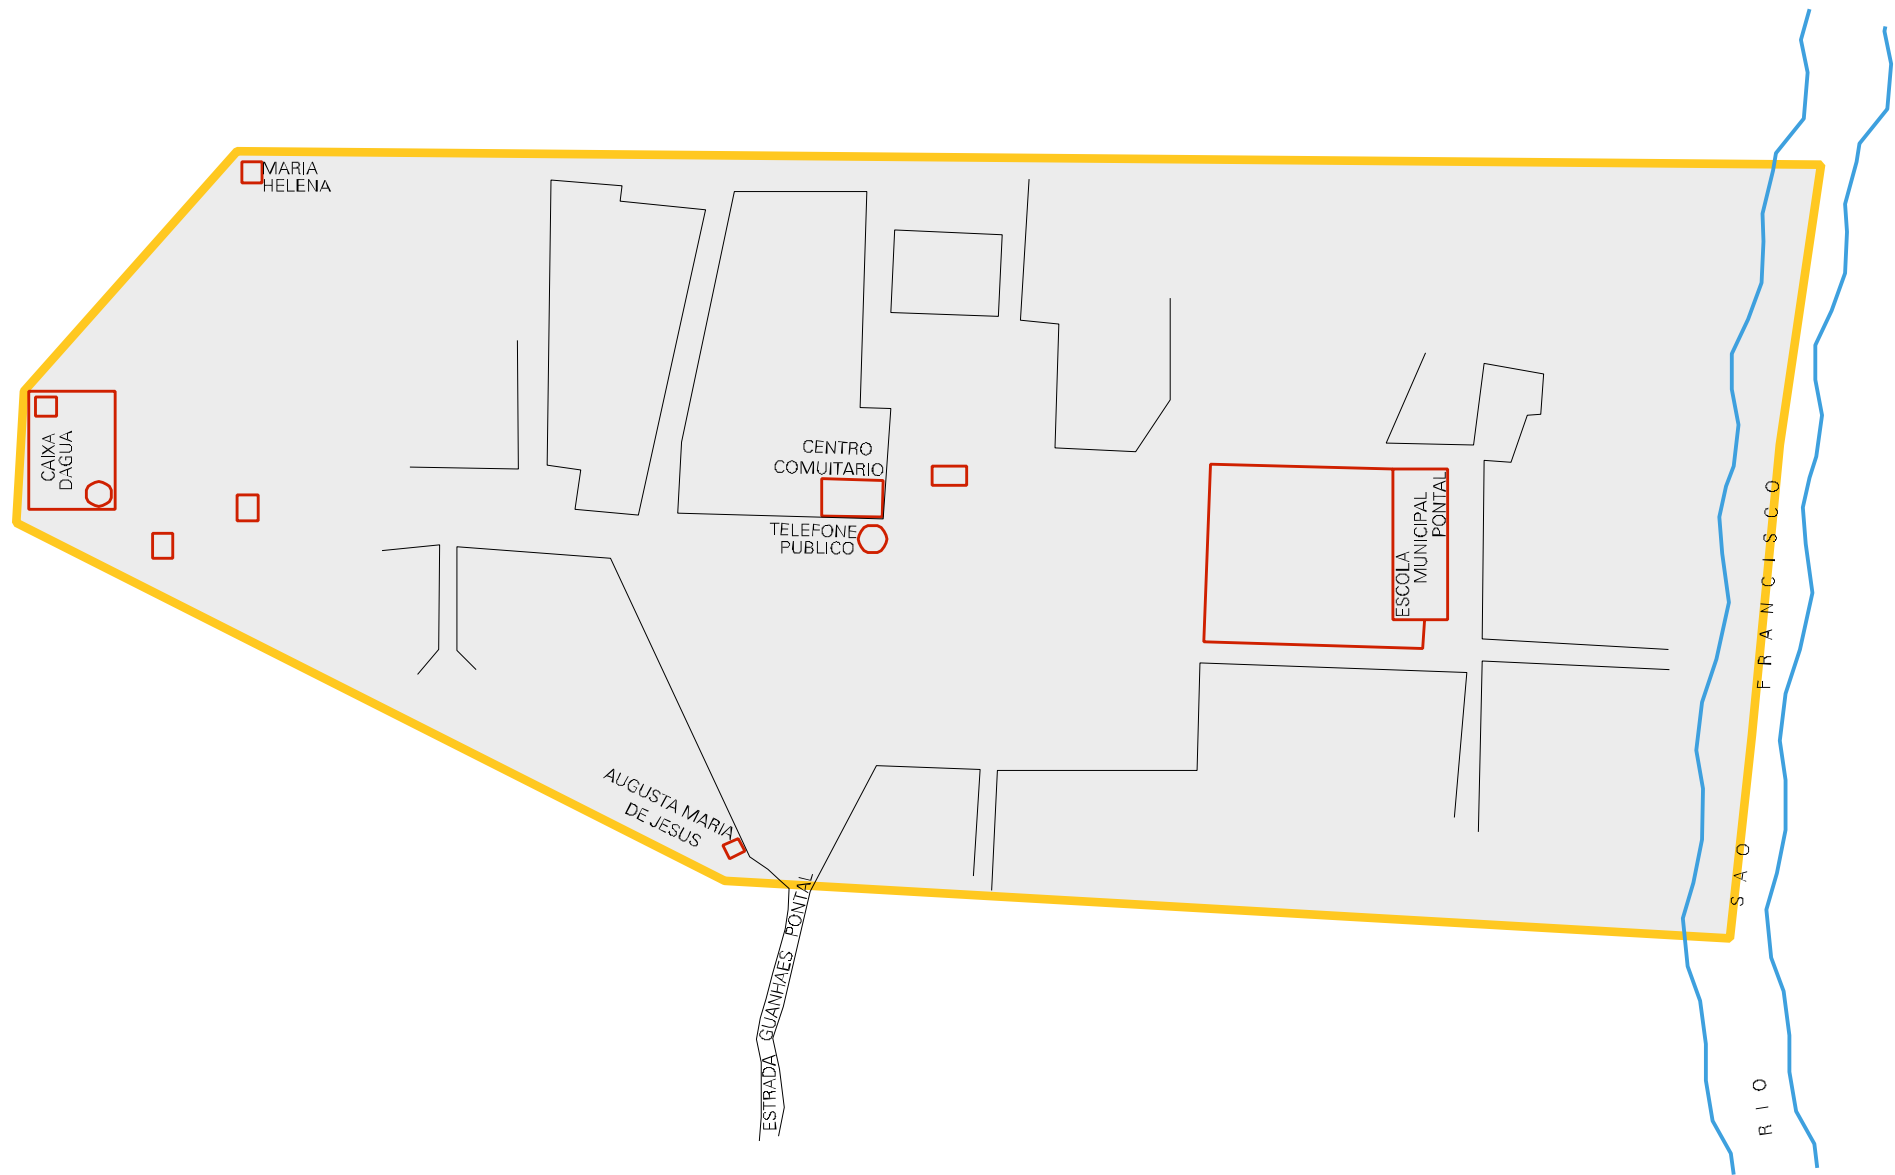 MARIA
HELENA
CAIXA
DAGUA
CENTRO
COMUITARIO
TELEFONE
PUBLICO
ESCOLA
MUNICIPAL
PONTAL
AUGUSTA MARIA
DE JESUS
ESTRADA GUANHAES PONTAL
RIO SAO FRANCISCO